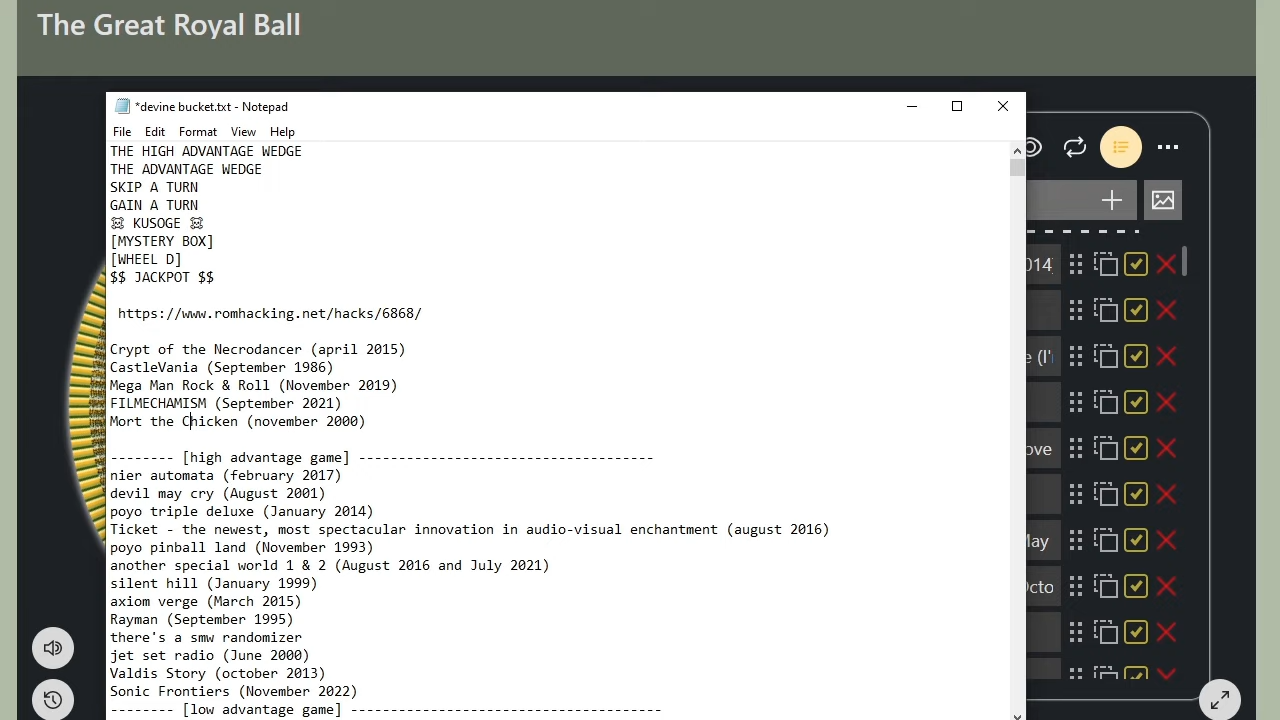 The Great Royal Ball
*devine bucket.txt - Notepad
File Edit Format View Help
THE HIGH ADVANTAGE WEDGE
THE ADVANTAGE WEDGE
SKIP A TURN
GAIN A TURN
☠ KUSOGE ☠
[MYSTERY BOX]
[WHEEL D]
$$ JACKPOT $$
https://www.romhacking.net/hacks/6868/
Crypt of the Necrodancer (april 2015)
CastleVania (September 1986)
Mega Man Rock & Roll (November 2019)
FILMECHAMISM (September 2021)
Mort the Chicken (november 2000)
-------- [high advantage game] --------------------------------------
nier automata (february 2017)
devil may cry (August 2001)
poyo triple deluxe (January 2014)
Ticket - the newest, most spectacular innovation in audio-visual enchantment (august 2016)
poyo pinball land (November 1993)
another special world 1 & 2 (August 2016 and July 2021)
silent hill (January 1999)
axiom verge (March 2015)
Rayman (September 1995)
there's a smw randomizer
jet set radio (June 2000)
Valdis Story (october 2013)
Sonic Frontiers (November 2022)
-------- [low advantage game] ---------------------------------------
014)
e (I'
ove
May
Octo